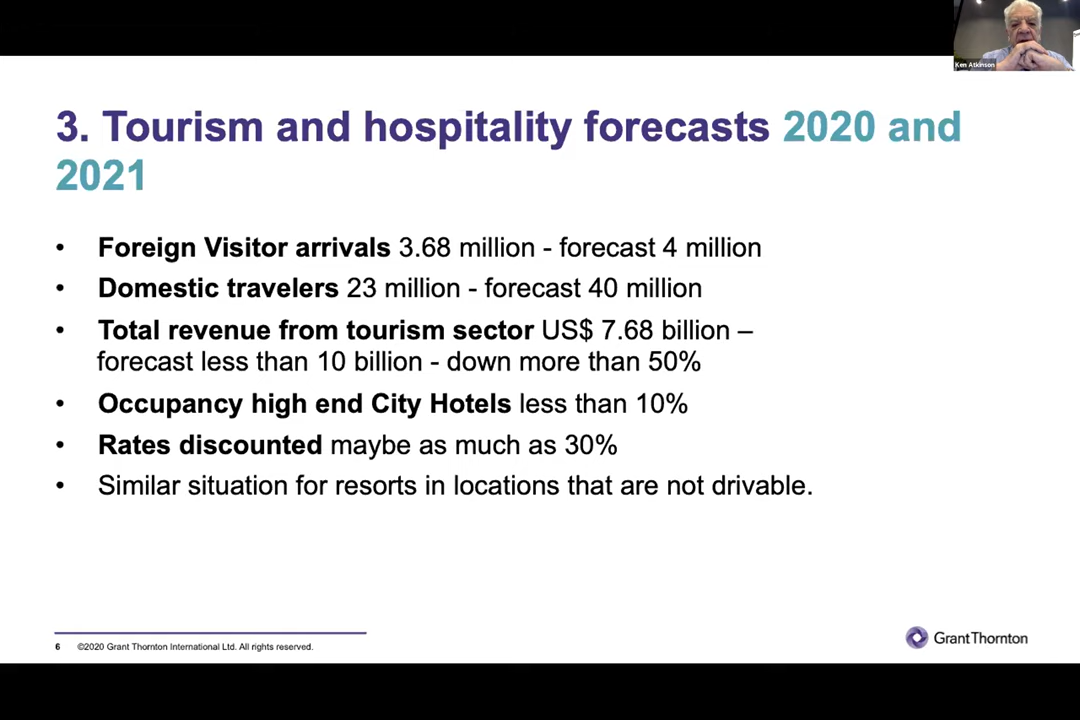 Ken Atkinson
3. Tourism and hospitality forecasts 2020 and
2021
• Foreign Visitor arrivals 3.68 million - forecast 4 million
• Domestic travelers 23 million - forecast 40 million
• Total revenue from tourism sector US$ 7.68 billion –
forecast less than 10 billion - down more than 50%
• Occupancy high end City Hotels less than 10%
• Rates discounted maybe as much as 30%
• Similar situation for resorts in locations that are not drivable.
6 ©2020 Grant Thornton International Ltd. All rights reserved.
GrantThornton